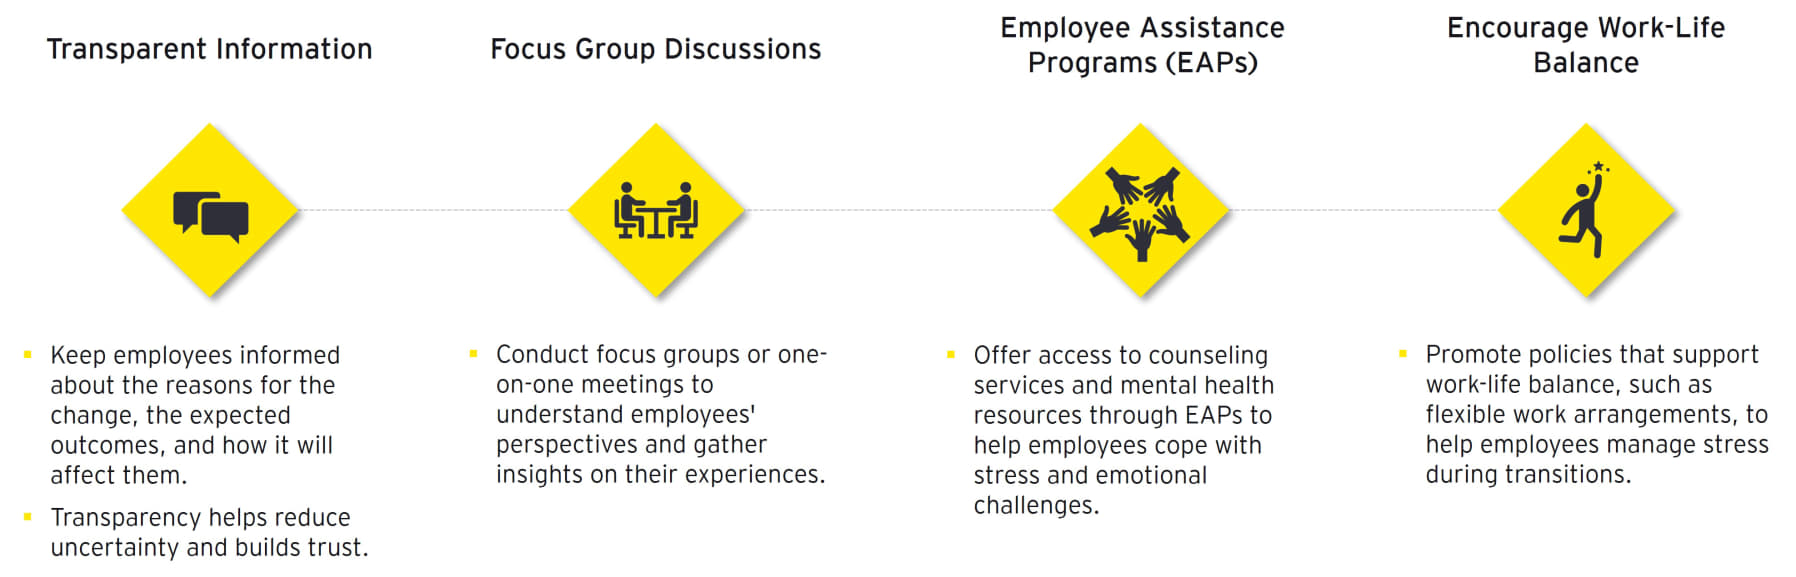 Transparent Information
Keep employees informed
about the reasons for the
change, the expected
outcomes, and how it will
affect them.
Transparency helps reduce
uncertainty and builds trust.
Focus Group Discussions
Conduct focus groups or one-
on-one meetings to
understand employees'
perspectives and gather
insights on their experiences.
Employee Assistance
Programs (EAPs)
Offer access to counseling
services and mental health
resources through EAPs to
help employees cope with
stress and emotional
challenges.
Encourage Work-Life
Balance
Promote policies that support
work-life balance, such as
flexible work arrangements, to
help employees manage stress
during transitions.